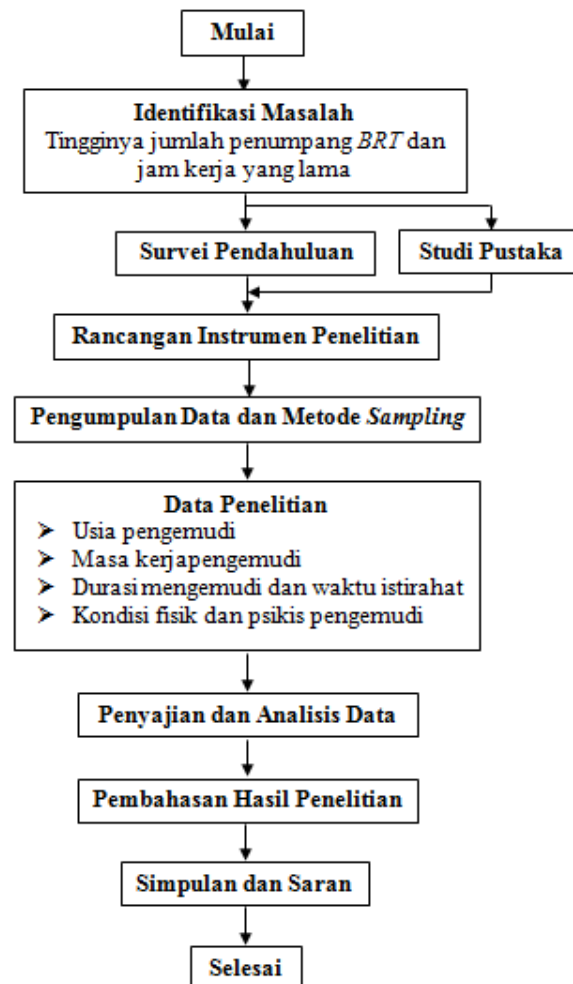 Mulai
Identifikasi Masalah
Tingginya jumlah penumpang BRT dan
jam kerja yang lama
Survei Pendahuluan
Studi Pustaka
Rancangan Instrumen Penelitian
Pengumpulan Data dan Metode Sampling
Data Penelitian
➢ Usia pengemudi
➢ Masa kerjapengemudi
➢ Durasi mengemudi dan waktu istirahat
➢ Kondisi fisik dan psikis pengemudi
Penyajian dan Analisis Data
Pembahasan Hasil Penelitian
Simpulan dan Saran
Selesai